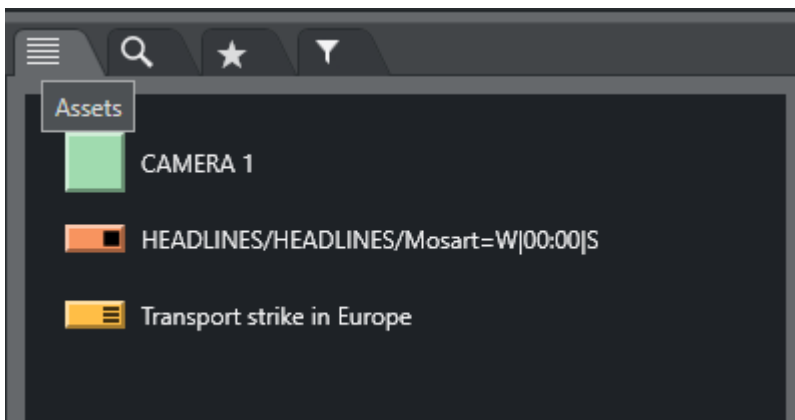 Assets
CAMERA 1
HEADLINES/HEADLINES/Mosart=W|00:00|S
Transport strike in Europe